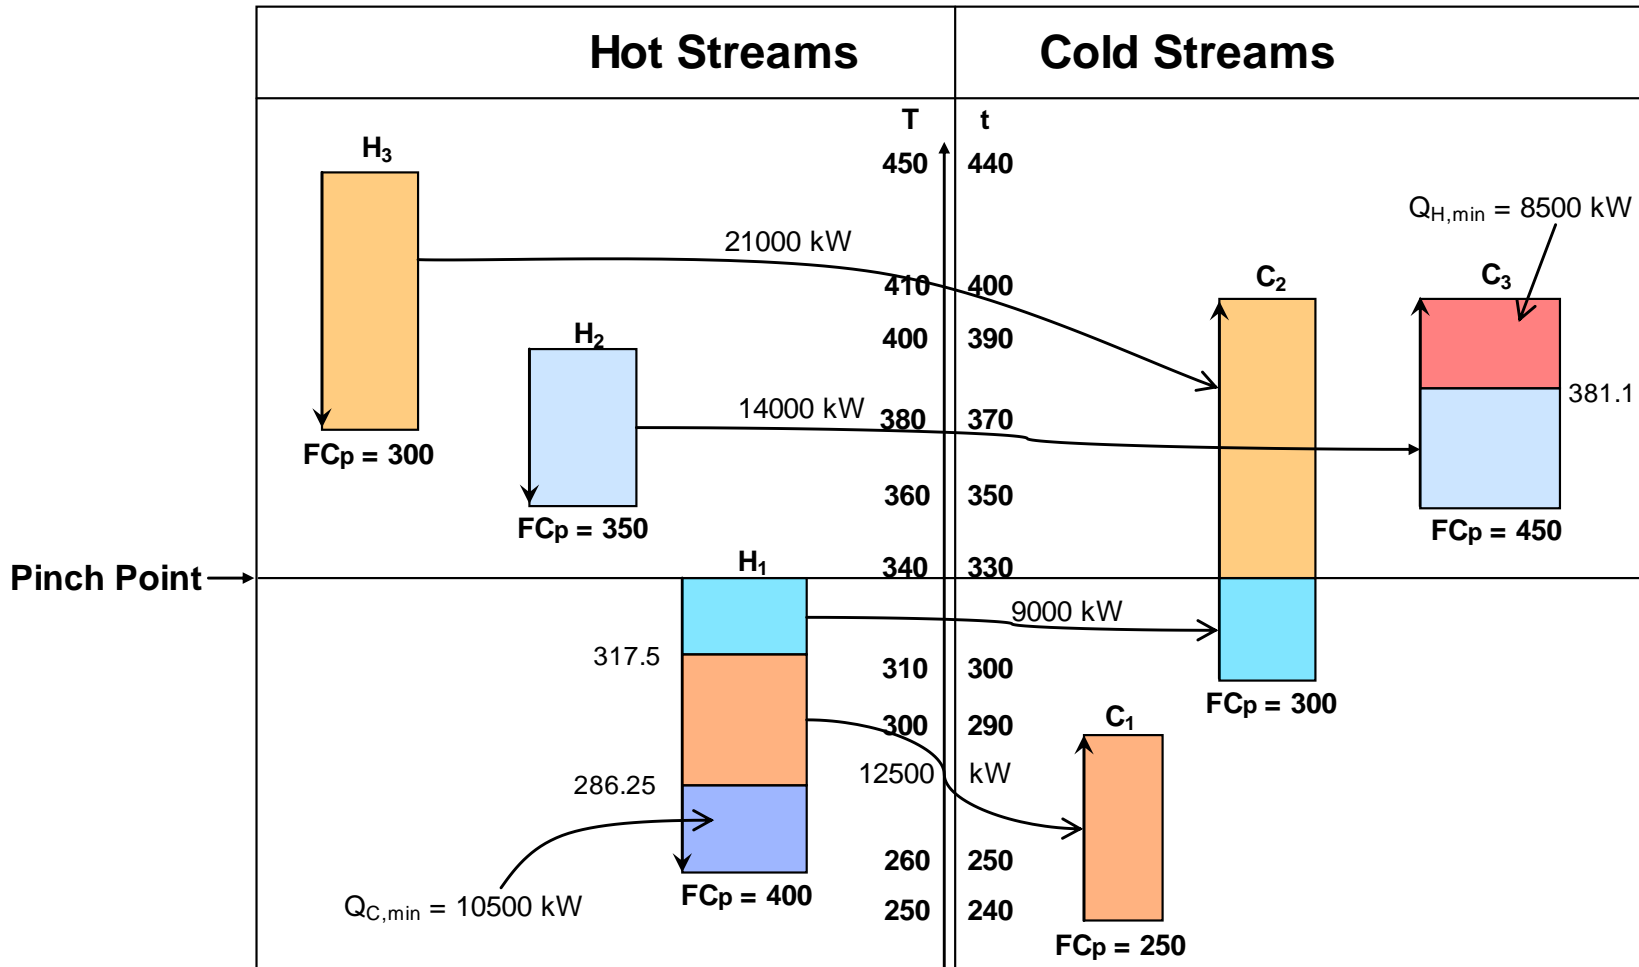 Hot Streams Cold Streams
T t
H3
450 440
QH,min = 8500 kW
21000 kW
C2 C3
410 400
H2
400 390
381.1
14000 kW
380 370
FCp = 300
360 350
FCp = 350
FCp = 450
H1
340 330
Pinch Point
9000 kW
317.5
310 300
FCp = 300
C1
300 290
12500 kW
286.25
260 250
FCp = 400
QC,min = 10500 kW
250 240
FCp = 250